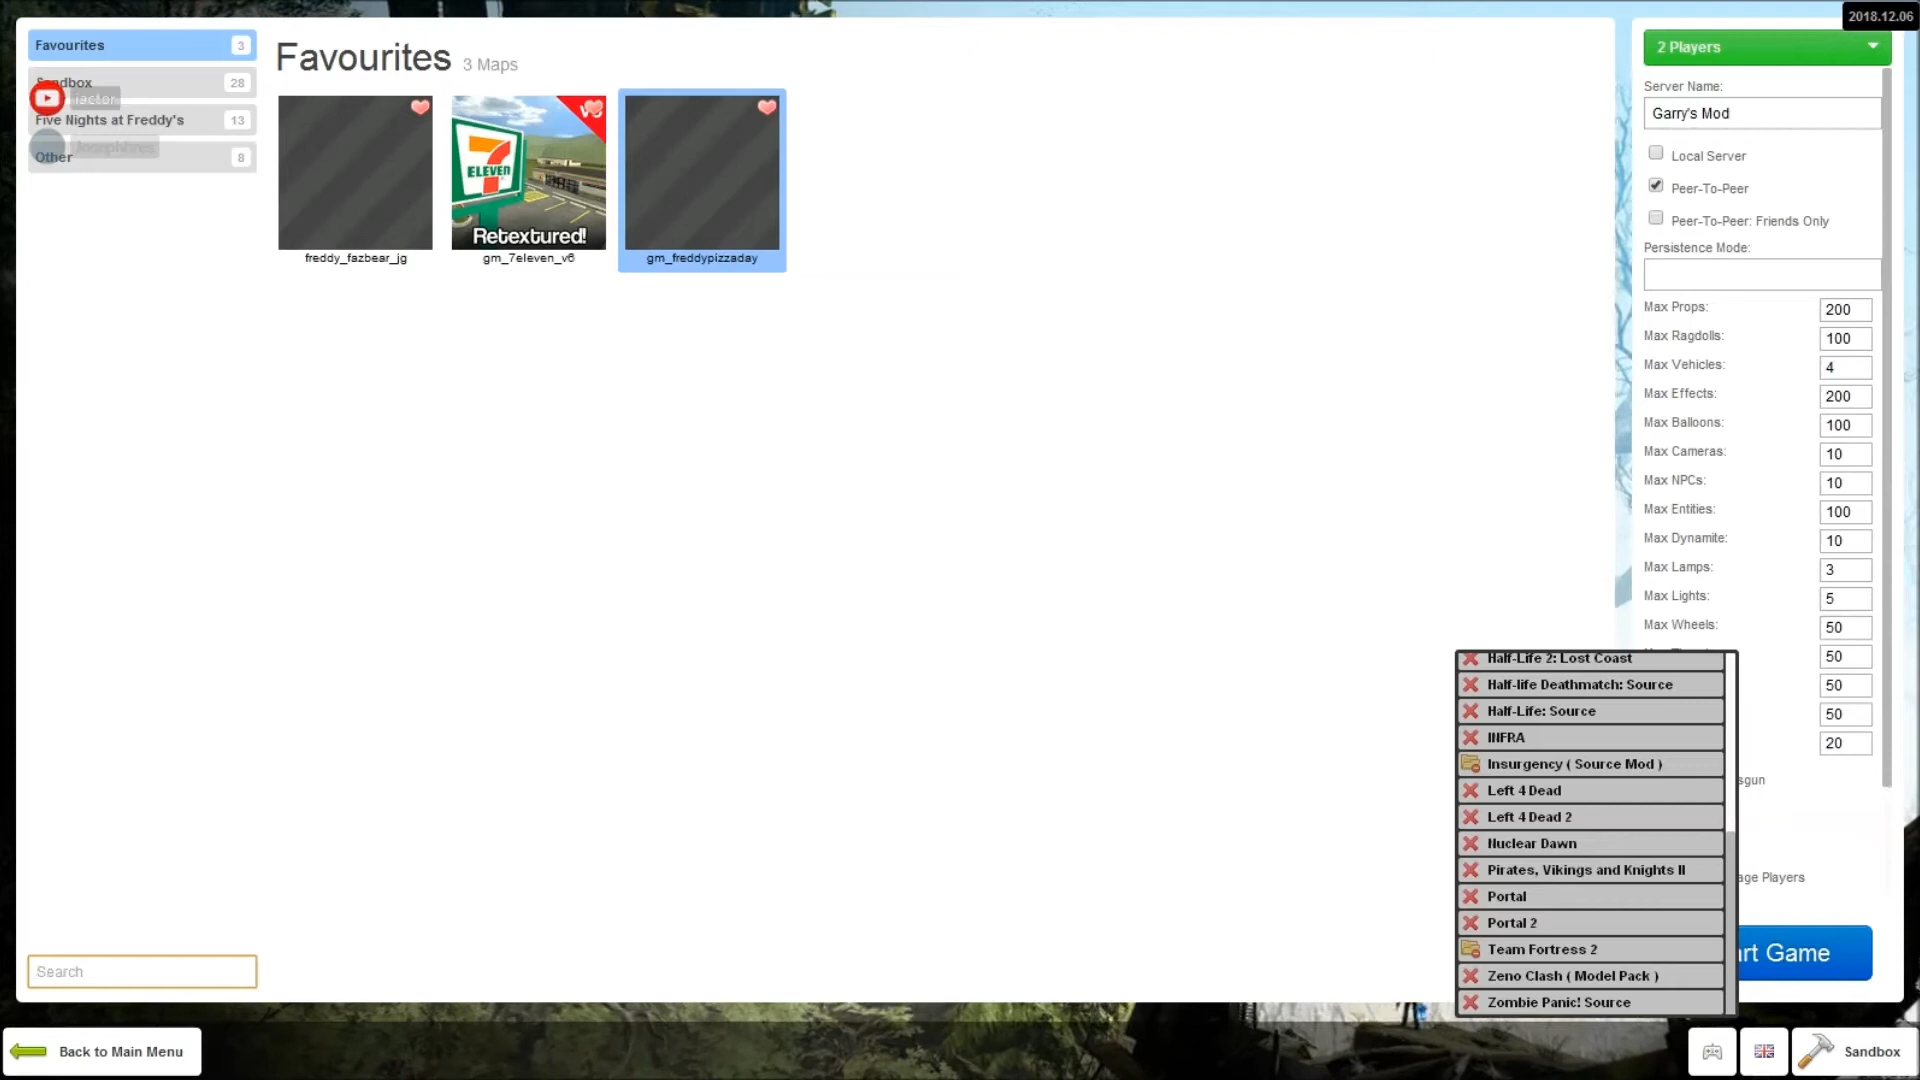 2018.12.06
Favourites 3
Sandbox 28
Five Nights at Freddy's 13
Other 8
Favourites 3 Maps
7
ELEVEN
Retextured!
freddy_fazbear_jg
gm_7eleven_v6
gm_freddypizzaday
2 Players
Server Name:
Garry's Mod
Local Server
Peer-To-Peer
Peer-To-Peer: Friends Only
Persistence Mode:
Max Props: 200
Max Ragdolls: 100
Max Vehicles: 4
Max Effects: 200
Max Balloons: 100
Max Cameras: 10
Max NPCs: 10
Max Entities: 100
Max Dynamite: 10
Max Lamps: 3
Max Lights: 5
Max Wheels: 50
50
50
50
20
sgun
age Players
rt Game
Half-Life 2: Lost Coast
Half-life Deathmatch: Source
Half-Life: Source
INFRA
Insurgency ( Source Mod )
Left 4 Dead
Left 4 Dead 2
Nuclear Dawn
Pirates, Vikings and Knights II
Portal
Portal 2
Team Fortress 2
Zeno Clash ( Model Pack )
Zombie Panic! Source
Search
Back to Main Menu
Sandbox